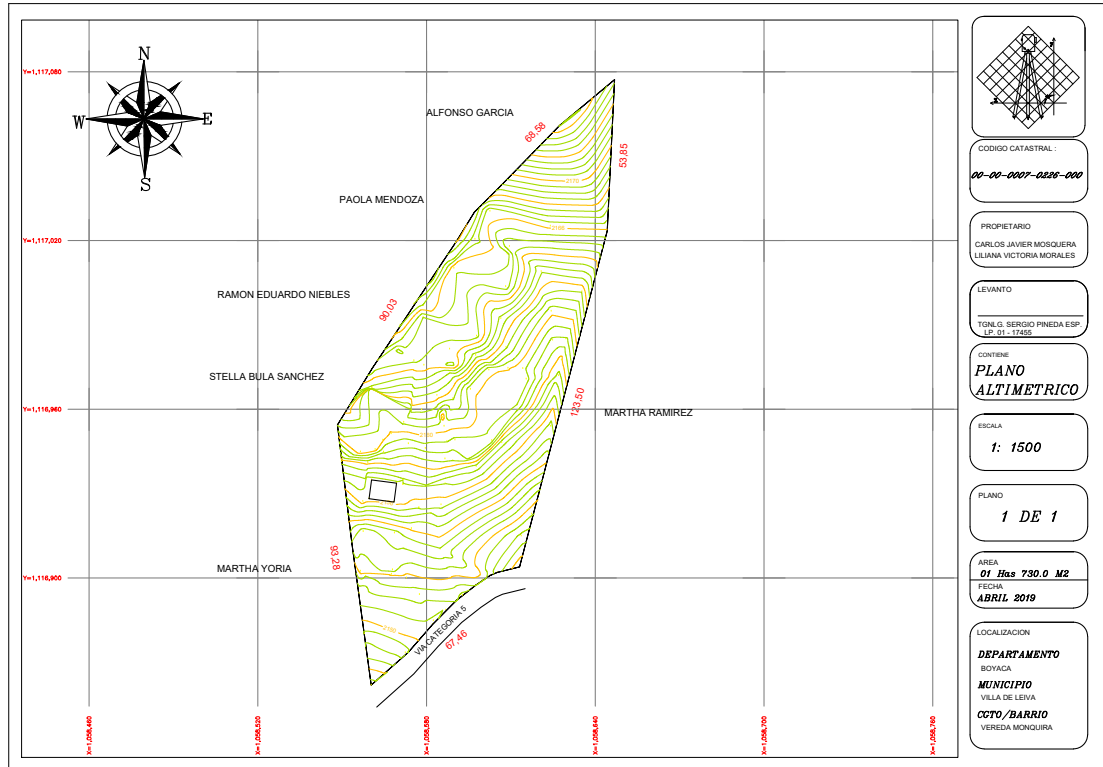 N
W
E
S
Y=1,117,080
Y=1,117,020
Y=1,116,960
Y=1,116,900
X=1,058,460
X=1,058,520
X=1,058,580
X=1,058,640
X=1,058,700
X=1,058,760
ALFONSO GARCIA
PAOLA MENDOZA
RAMON EDUARDO NIEBLES
STELLA BULA SANCHEZ
MARTHA YORIA
MARTHA RAMIREZ
68.58
53.85
90.03
123.50
93.28
67.46
VIA CATEGORIA 5
2170
2160
2150
CODIGO CATASTRAL :
00-00-0007-0226-000
PROPIETARIO
CARLOS JAVIER MOSQUERA
LILIANA VICTORIA MORALES
LEVANTO
TGNLG. SERGIO PINEDA ESP.
LP. 01 - 17455
CONTIENE
PLANO
ALTIMETRICO
ESCALA
1: 1500
PLANO
1 DE 1
AREA
01 Has 730.0 M2
FECHA
ABRIL 2019
LOCALIZACION
DEPARTAMENTO
BOYACA
MUNICIPIO
VILLA DE LEIVA
CGTO/BARRIO
VEREDA MONQUIRA